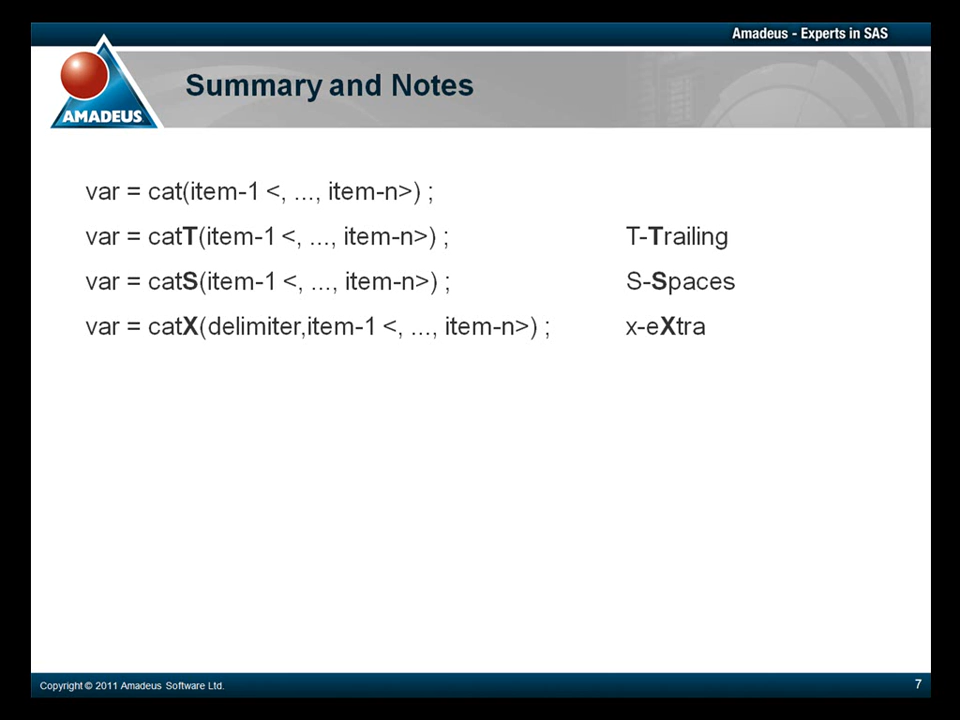 Amadeus - Experts in SAS
AMADEUS
Summary and Notes
var = cat(item-1 <, ..., item-n>) ;
var = catT(item-1 <, ..., item-n>) ; T-Trailing
var = catS(item-1 <, ..., item-n>) ; S-Spaces
var = catX(delimiter,item-1 <, ..., item-n>) ; x-eXtra
Copyright © 2011 Amadeus Software Ltd. 7